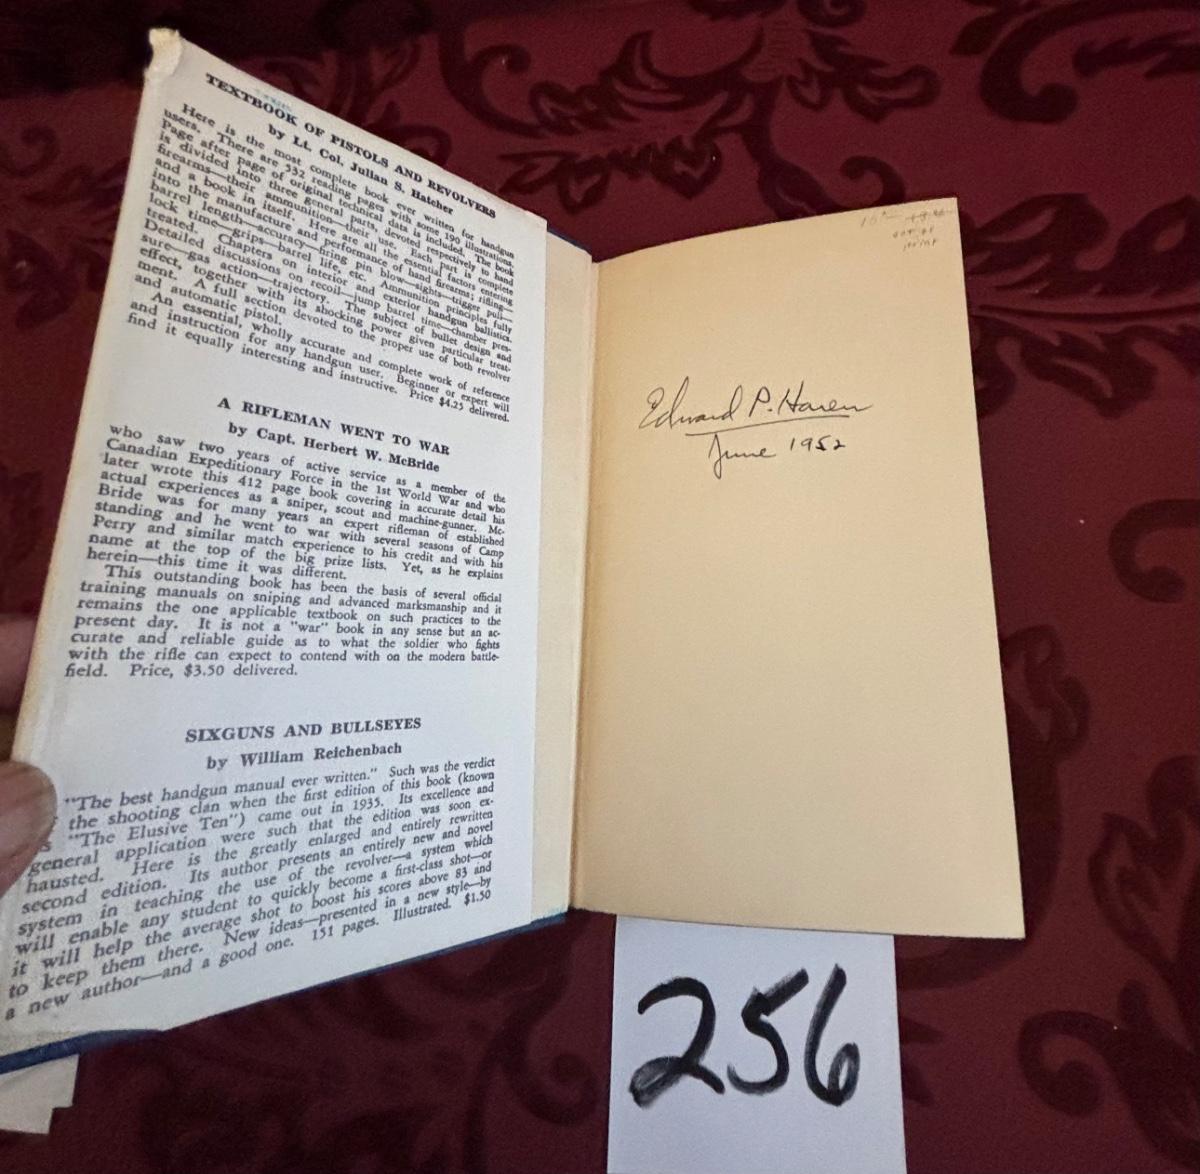 TEXTBOOK OF PISTOLS AND REVOLVERS
by Lt. Col. Julian S. Hatcher
Here is the most complete book ever written for handgun
users. There are 532 reading pages with some 190 illustrations.
Page after page of original technical data is included. The book
is divided into three general parts, devoted respectively to hand
firearms—their ammunition—their use. Each part is complete
and a book in itself. Here are all the essential factors entering
into the manufacture and performance of hand firearms; rifling—
barrel length—accuracy—firing pin blow—sights—trigger pull—
lock time—grips—barrel life, etc. Ammunition principles fully
treated. Chapters on interior and exterior handgun ballistics.
Detailed discussions on recoil—jump barrel time—chamber pres-
sure—gas action—trajectory. The subject of bullet design and
effect, together with its shocking power given particular treat-
ment. A full section devoted to the proper use of both revolver
and automatic pistol.
An essential, wholly accurate and complete work of reference
and instruction for any handgun user. Beginner or expert will
find it equally interesting and instructive. Price $4.25 delivered.
A RIFLEMAN WENT TO WAR
by Capt. Herbert W. McBride
who saw two years of active service as a member of the
Canadian Expeditionary Force in the 1st World War and who
later wrote this 412 page book covering in accurate detail his
actual experiences as a sniper, scout and machine-gunner. Mc-
Bride was for many years an expert rifleman of established
standing and he went to war with several seasons of Camp
Perry and similar match experience to his credit and with his
name at the top of the big prize lists. Yet, as he explains
herein—this time it was different.
This outstanding book has been the basis of several official
training manuals on sniping and advanced marksmanship and it
remains the one applicable textbook on such practices to the
present day. It is not a "war" book in any sense but an ac-
curate and reliable guide as to what the soldier who fights
with the rifle can expect to contend with on the modern battle-
field. Price, $3.50 delivered.
SIXGUNS AND BULLSEYES
by William Reichenbach
"The best handgun manual ever written." Such was the verdict
the shooting clan when the first edition of this book (known
"The Elusive Ten") came out in 1935. Its excellence and
general application were such that the edition was soon ex-
hausted. Here is the greatly enlarged and entirely rewritten
second edition. Its author presents an entirely new and novel
system in teaching the use of the revolver—a system which
will enable any student to quickly become a first-class shot—or
it will help the average shot to boost his scores above 83 and
to keep them there. New ideas—presented in a new style—by
a new author—and a good one. 151 pages. Illustrated. $1.50
out of
print
Edward P. Haven
June 1952
256